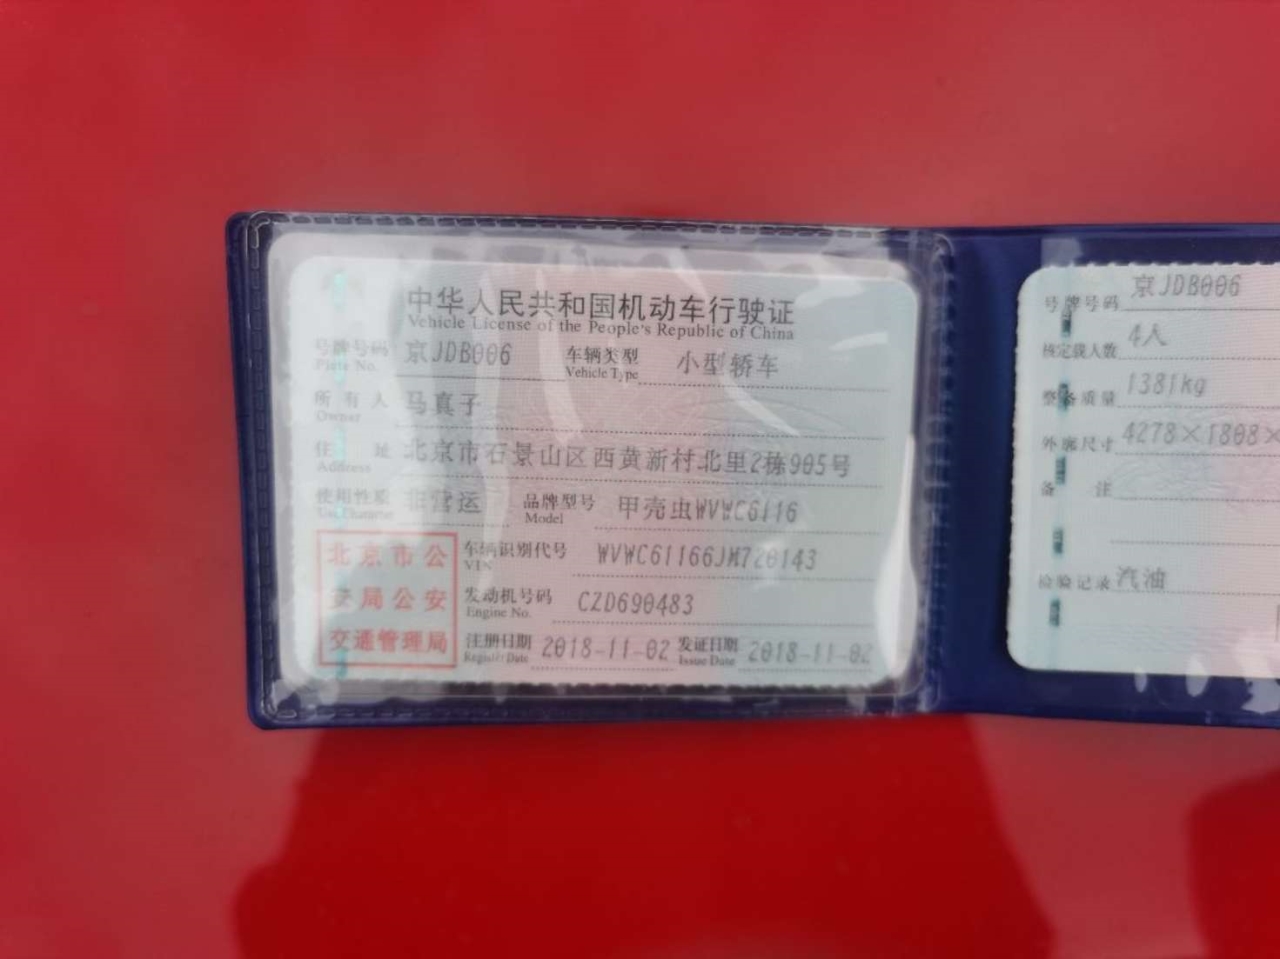 中华人民共和国机动车行驶证
Vehicle License of the People's Republic of China
号牌号码 京JDB006 车辆类型 小型轿车
Plate No. Vehicle Type
所有人 马真子
Owner
住址 北京市石景山区西黄新村北里2栋905号
Address
使用性质 非营运 品牌型号 甲壳虫WVWC6116
Use Character Model
北京市公
安局公安
交通管理局
车辆识别代号 WVWC61166JM720143
VIN
发动机号码 CZD690483
Engine No.
注册日期 2018-11-02 发证日期 2018-11-02
Register Date Issue Date
号牌号码 京JDB006
核定载人数 4人
整备质量 1381kg
外廓尺寸 4278×1808×
备注
检验记录 汽油